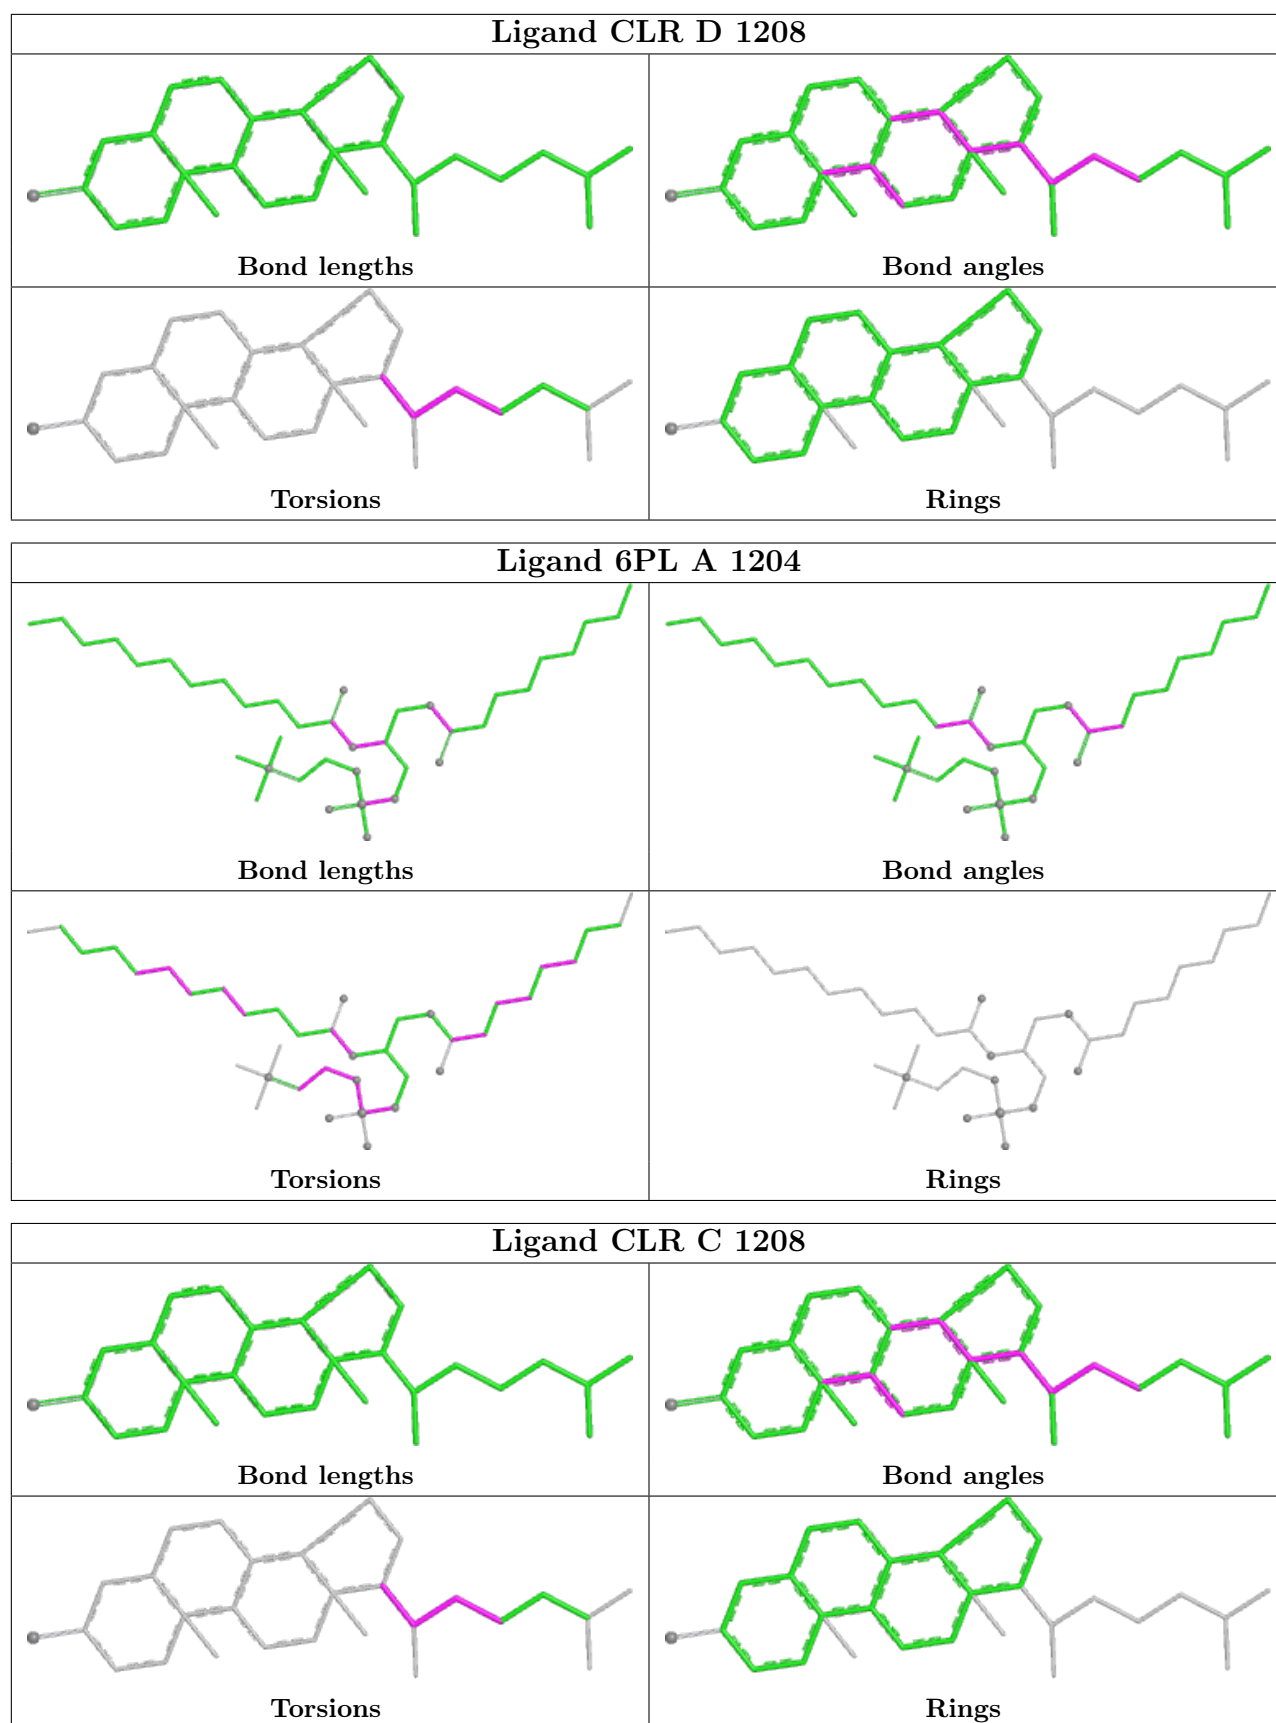 Ligand CLR D 1208
Bond lengths
Bond angles
Torsions
Rings
Ligand 6PL A 1204
Bond lengths
Bond angles
Torsions
Rings
Ligand CLR C 1208
Bond lengths
Bond angles
Torsions
Rings